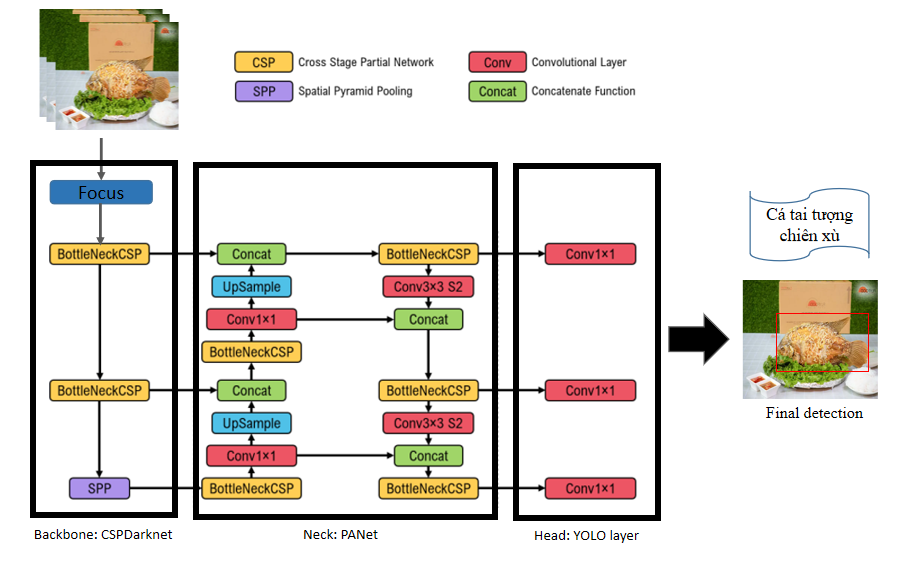 CSP Cross Stage Partial Network
Conv Convolutional Layer
SPP Spatial Pyramid Pooling
Concat Concatenate Function
Focus
BottleNeckCSP
BottleNeckCSP
SPP
Backbone: CSPDarknet
Concat
UpSample
Conv1×1
BottleNeckCSP
Concat
UpSample
Conv1×1
BottleNeckCSP
BottleNeckCSP
Conv3×3 S2
Concat
BottleNeckCSP
Conv3×3 S2
Concat
BottleNeckCSP
Neck: PANet
Conv1×1
Conv1×1
Conv1×1
Head: YOLO layer
Cá tai tượng
chiên xù
Final detection